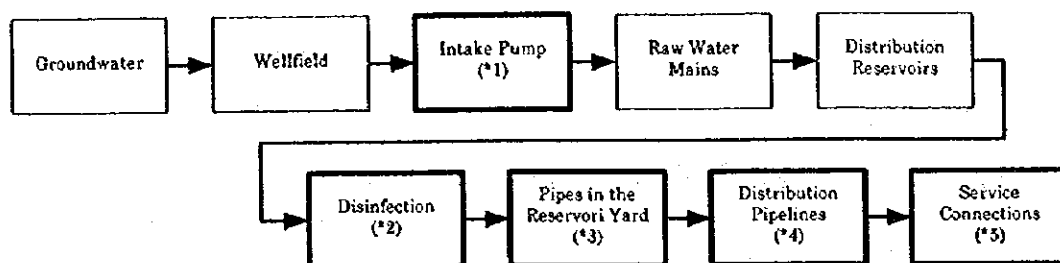 Groundwater
Wellfield
Intake Pump
(*1)
Raw Water
Mains
Distribution
Reservoirs
Disinfection
(*2)
Pipes in the
Reservori Yard
(*3)
Distribution
Pipelines
(*4)
Service
Connections
(*5)